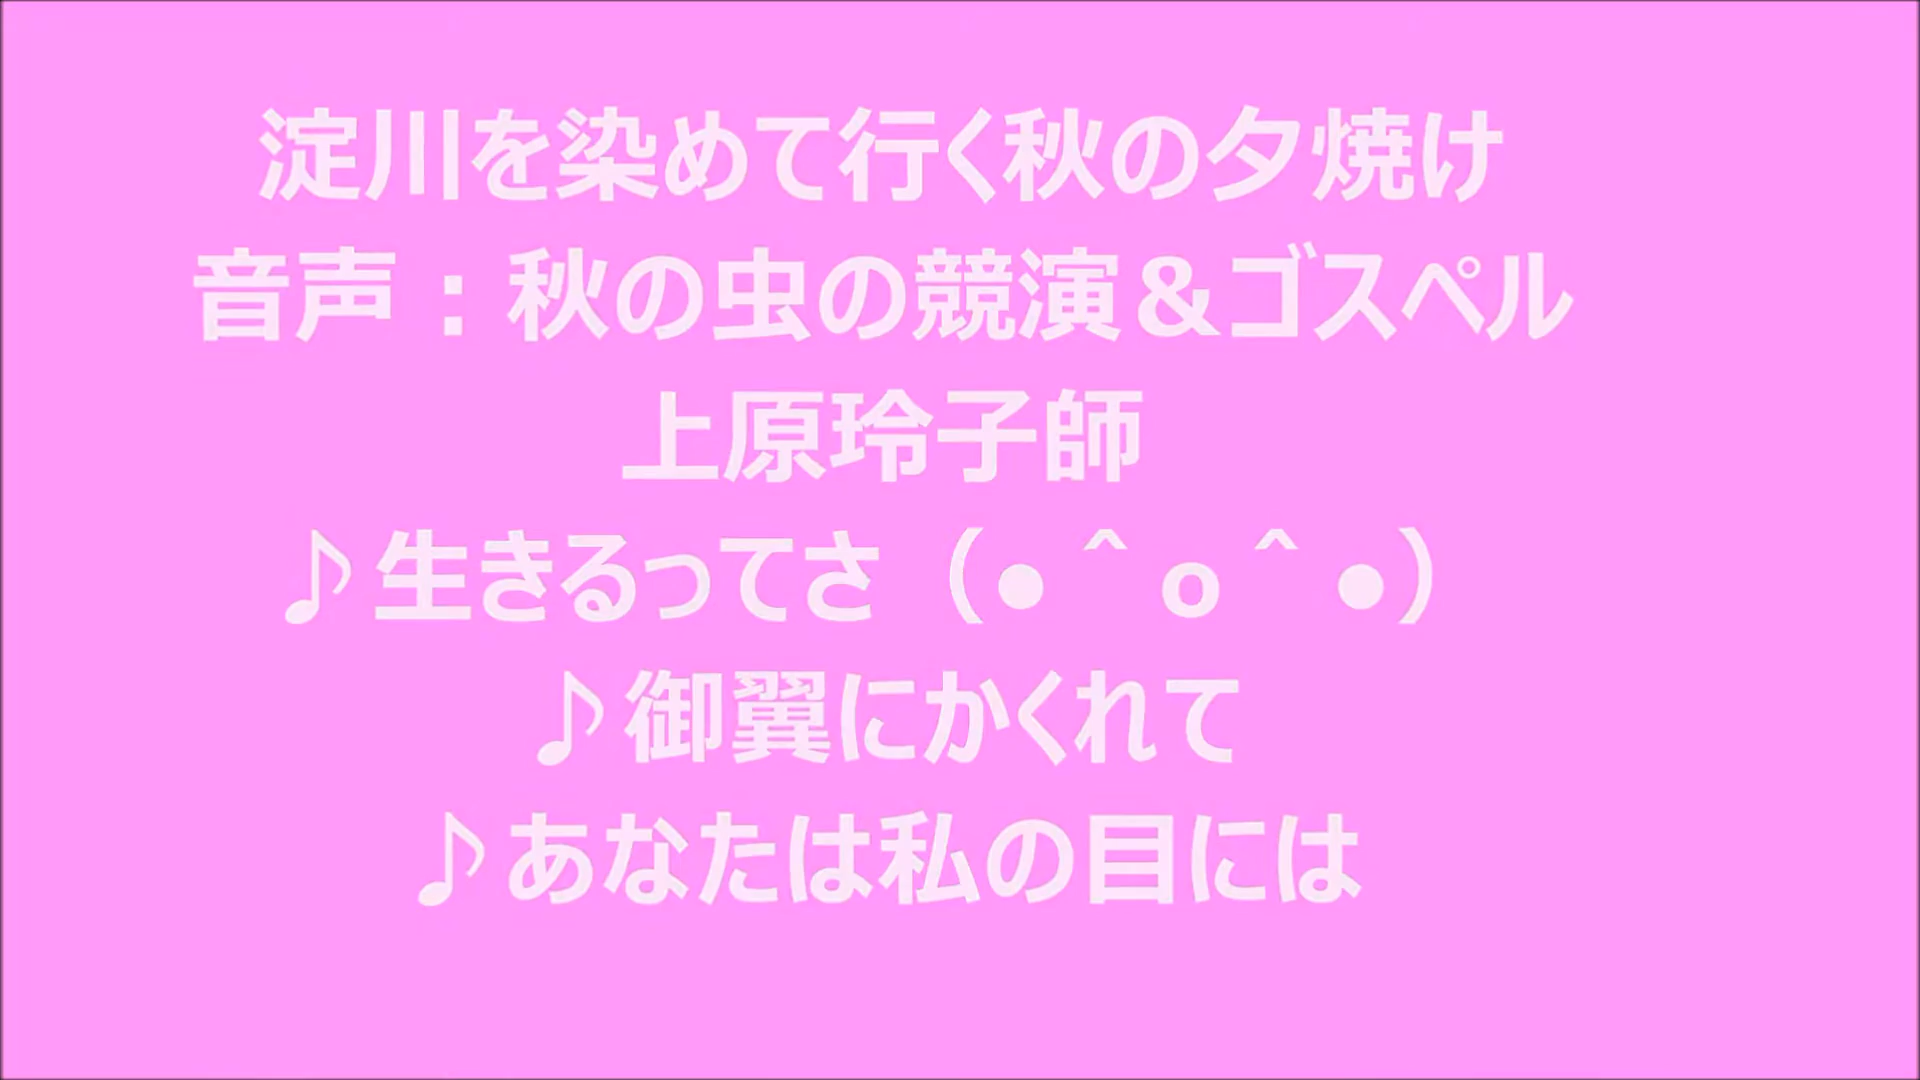 淀川を染めて行く秋の夕焼け
音声：秋の虫の競演＆ゴスペル
上原玲子師
♪生きるってさ（●＾o＾●）
♪御翼にかくれて
♪あなたは私の目には